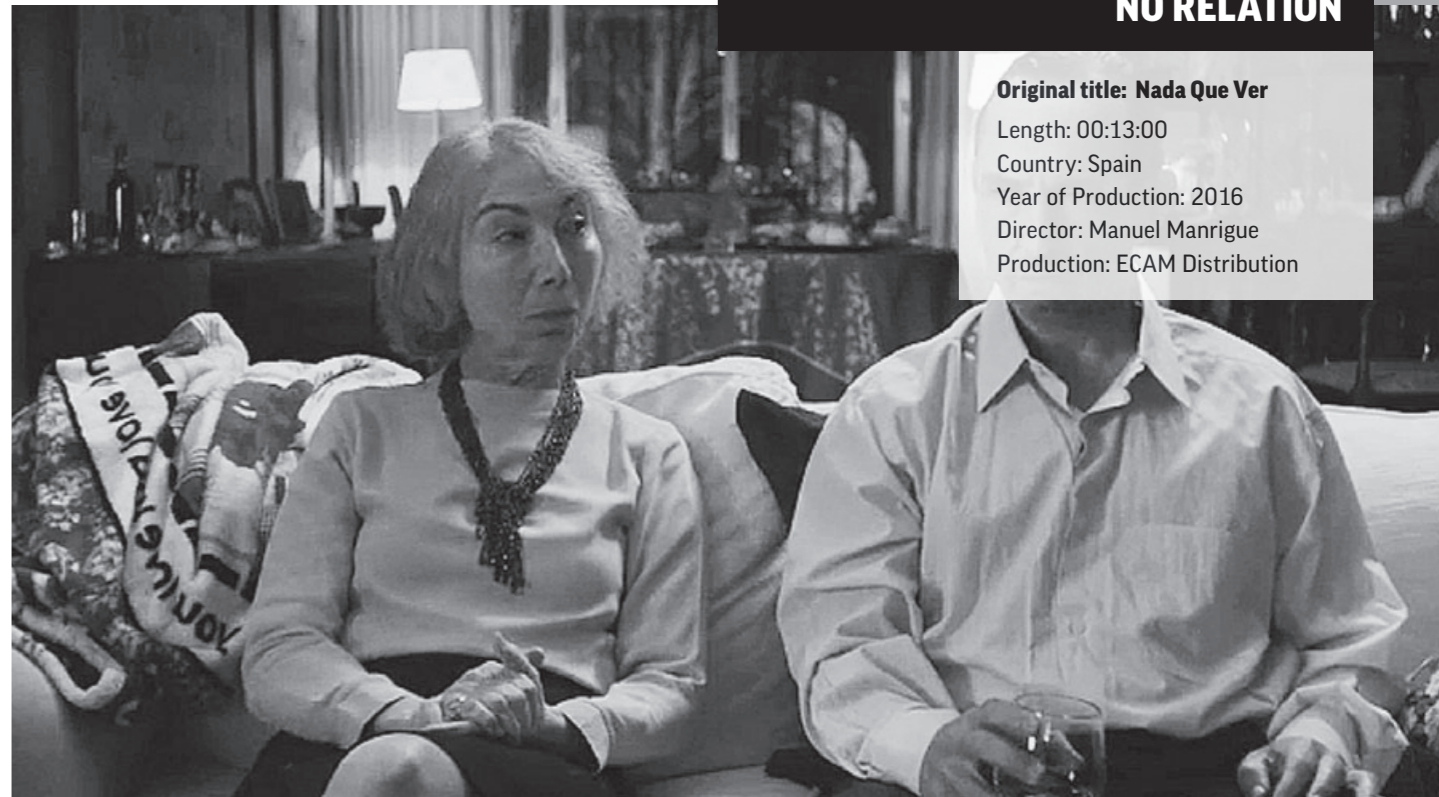 NO RELATION
Original title: Nada Que Ver
Length: 00:13:00
Country: Spain
Year of Production: 2016
Director: Manuel Manrigue
Production: ECAM Distribution